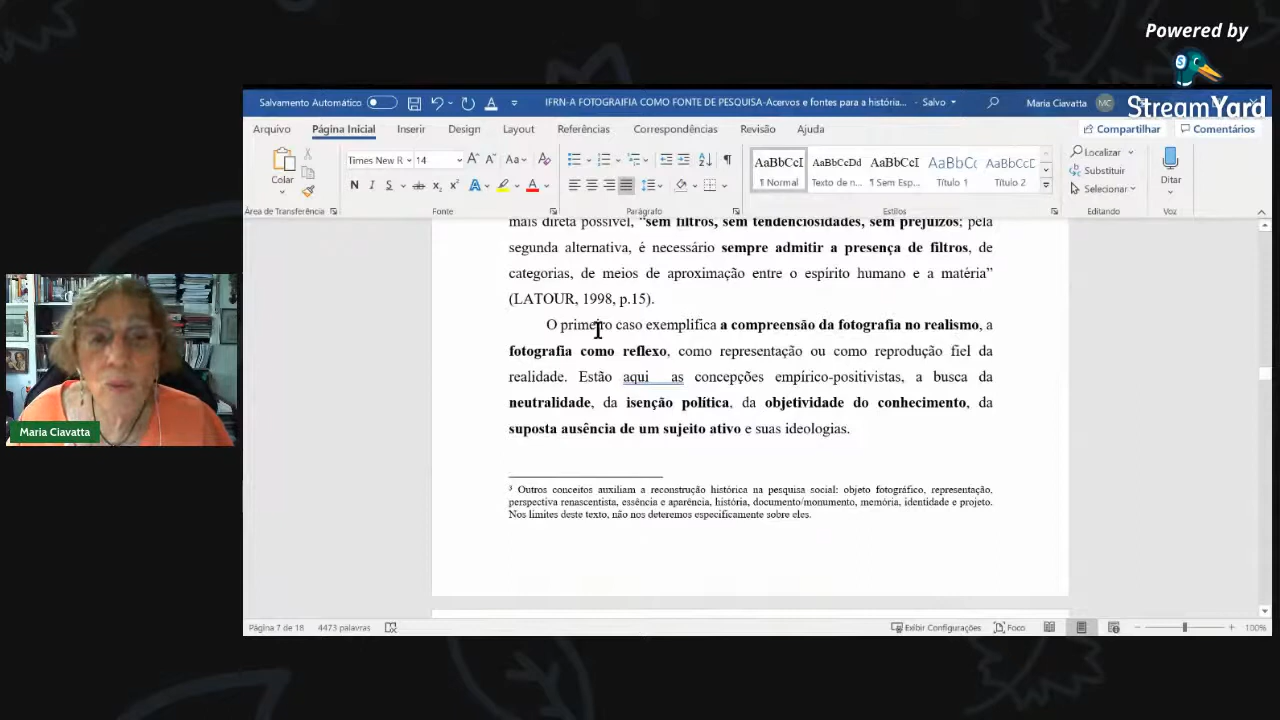 Powered by
StreamYard
Salvamento Automático
IFRN-A FOTOGRAIFIA COMO FONTE DE PESQUISA-Acervos e fontes para a história... - Salvo
Maria Ciavatta MC
Arquivo Página Inicial Inserir Design Layout Referências Correspondências Revisão Ajuda
Compartilhar Comentários
Colar
Times New R 14
N I S ab x₂ x² A A
Aa
AaBbCcI AaBbCcDd AaBbCcI AaBbCc AaBbCcD
¶ Normal Texto de n... ¶ Sem Esp... Título 1 Título 2
Localizar
Substituir
Selecionar
Ditar
Área de Transferência Fonte Parágrafo Estilos Editando Voz
mais direta possível, “sem filtros, sem tendenciosidades, sem prejuízos; pela
segunda alternativa, é necessário sempre admitir a presença de filtros, de
categorias, de meios de aproximação entre o espírito humano e a matéria”
(LATOUR, 1998, p.15).
O primeiro caso exemplifica a compreensão da fotografia no realismo, a
fotografia como reflexo, como representação ou como reprodução fiel da
realidade. Estão aqui as concepções empírico-positivistas, a busca da
neutralidade, da isenção política, da objetividade do conhecimento, da
suposta ausência de um sujeito ativo e suas ideologias.
³ Outros conceitos auxiliam a reconstrução histórica na pesquisa social: objeto fotográfico, representação,
perspectiva renascentista, essência e aparência, história, documento/monumento, memória, identidade e projeto.
Nos limites deste texto, não nos deteremos especificamente sobre eles.
Maria Ciavatta
Página 7 de 18 4473 palavras
Exibir Configurações Foco 100%